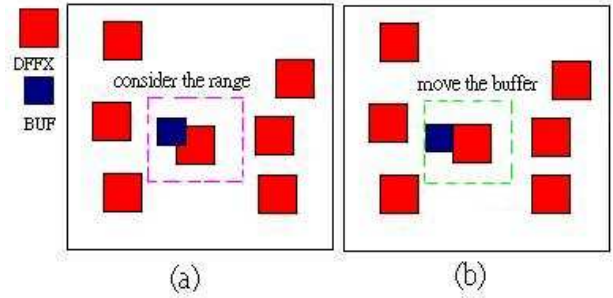 DFFX
BUF
consider the range
move the buffer
(a)
(b)